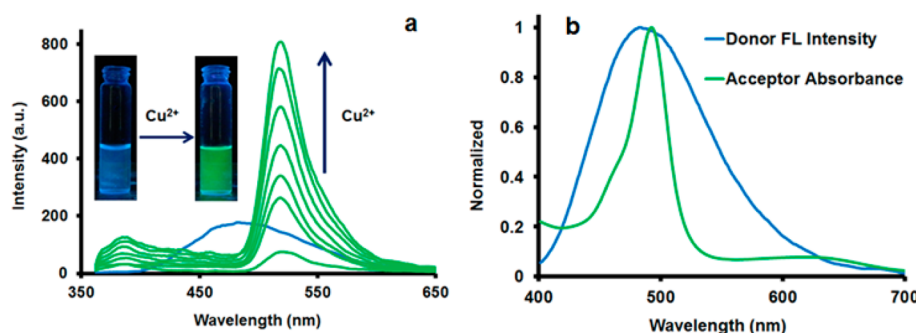 a
800
600
400
200
0
Intensity (a.u.)
Cu²⁺
Cu²⁺
350
450
550
650
Wavelength (nm)
b
Donor FL Intensity
Acceptor Absorbance
1
0.8
0.6
0.4
0.2
0
Normalized
400
500
600
700
Wavelength (nm)